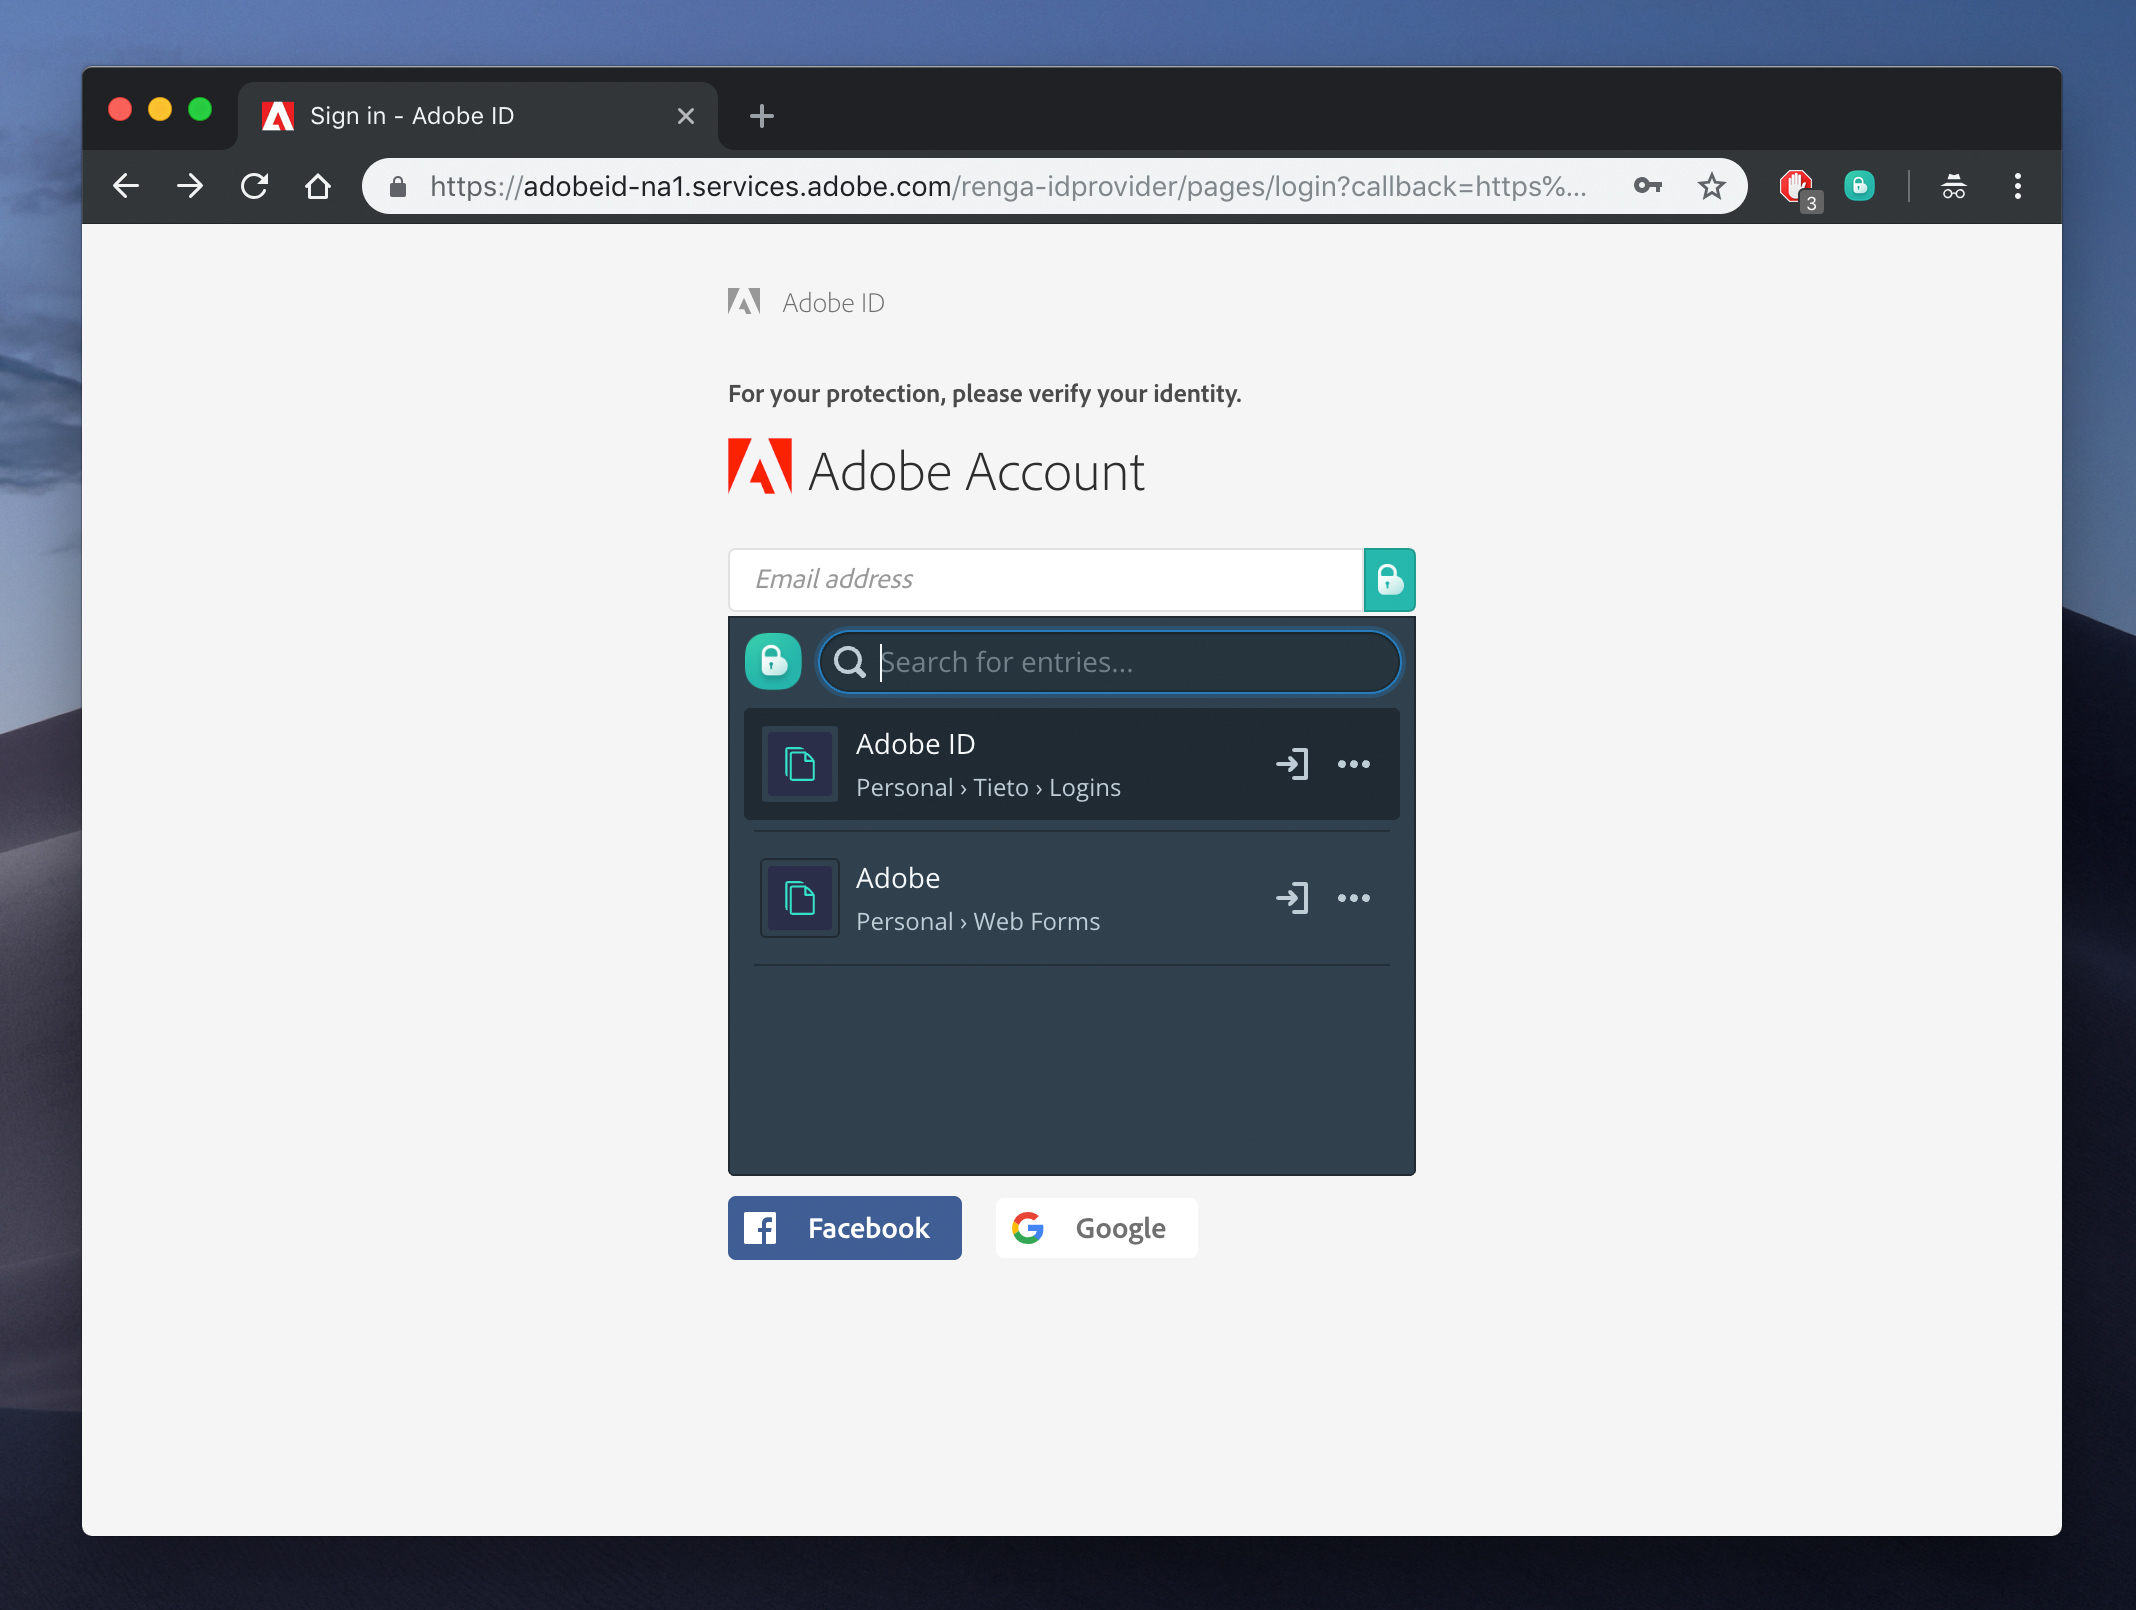 Sign in - Adobe ID
https://adobeid-na1.services.adobe.com/renga-idprovider/pages/login?callback=https%...
3
Adobe ID
For your protection, please verify your identity.
Adobe Account
Email address
Search for entries...
Adobe ID
Personal › Tieto › Logins
Adobe
Personal › Web Forms
Facebook
Google